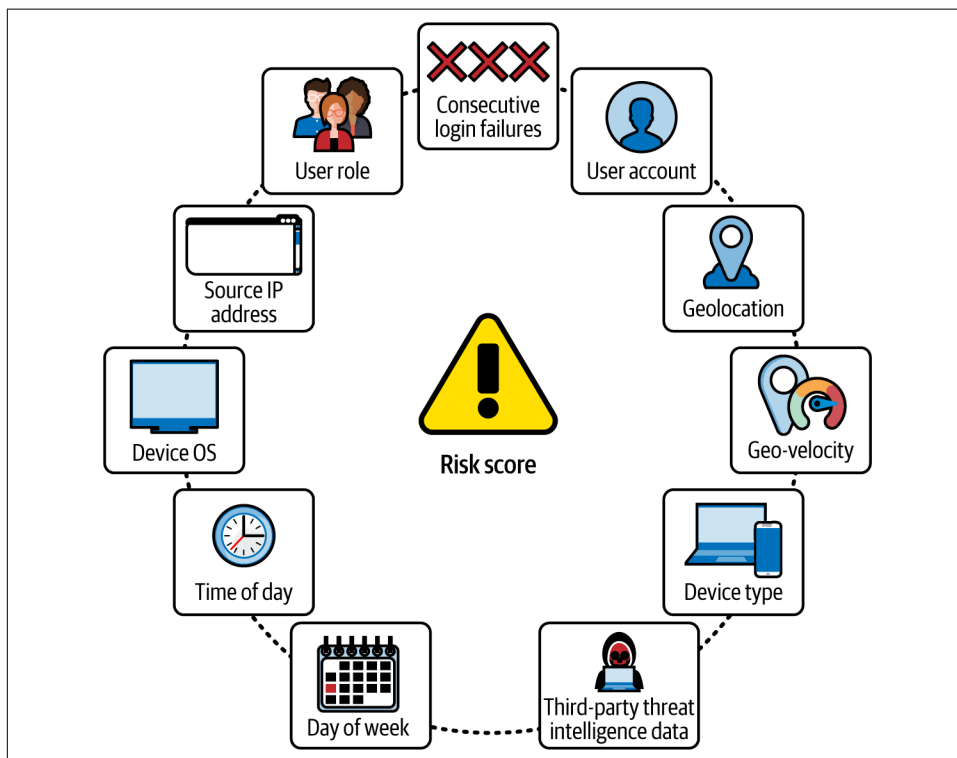 Consecutive
login failures
User role
User account
Source IP
address
Geolocation
Risk score
Device OS
Geo-velocity
Time of day
Device type
Day of week
Third-party threat
intelligence data